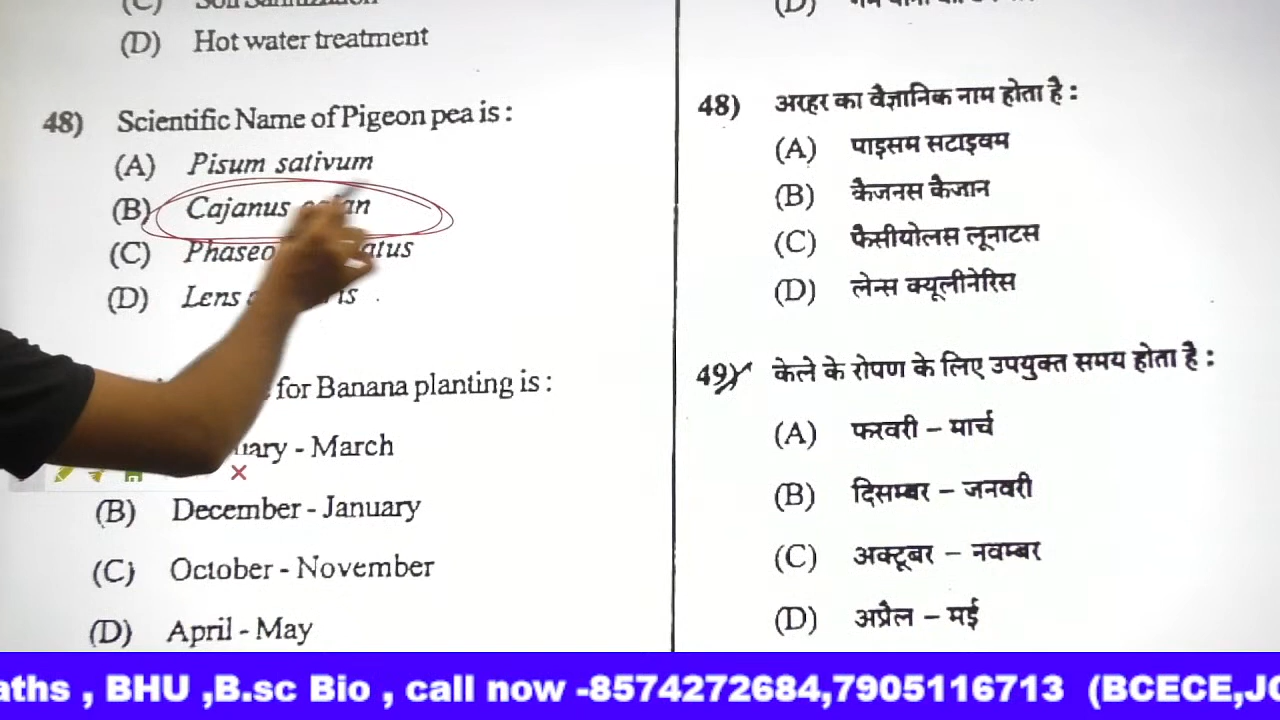 (D) Hot water treatment
48) Scientific Name of Pigeon pea is :
(A) Pisum sativum
(B) Cajanus
(C)
(D) Lens
for Banana planting is :
- March
(B) December - January
(C) October - November
(D) April - May
48) अरहर का वैज्ञानिक नाम होता है :
(A) पाइसम सटाइवम
(B) कैजनस कैजान
(C) फैसीयोलस लूनाटस
(D) लेन्स क्यूलीनेरिस
49) केले के रोपण के लिए उपयुक्त समय होता है :
(A) फरवरी – मार्च
(B) दिसम्बर – जनवरी
(C) अक्टूबर – नवम्बर
(D) अप्रैल – मई
, BHU ,B.sc Bio , call now -8574272684,7905116713 (BCECE,